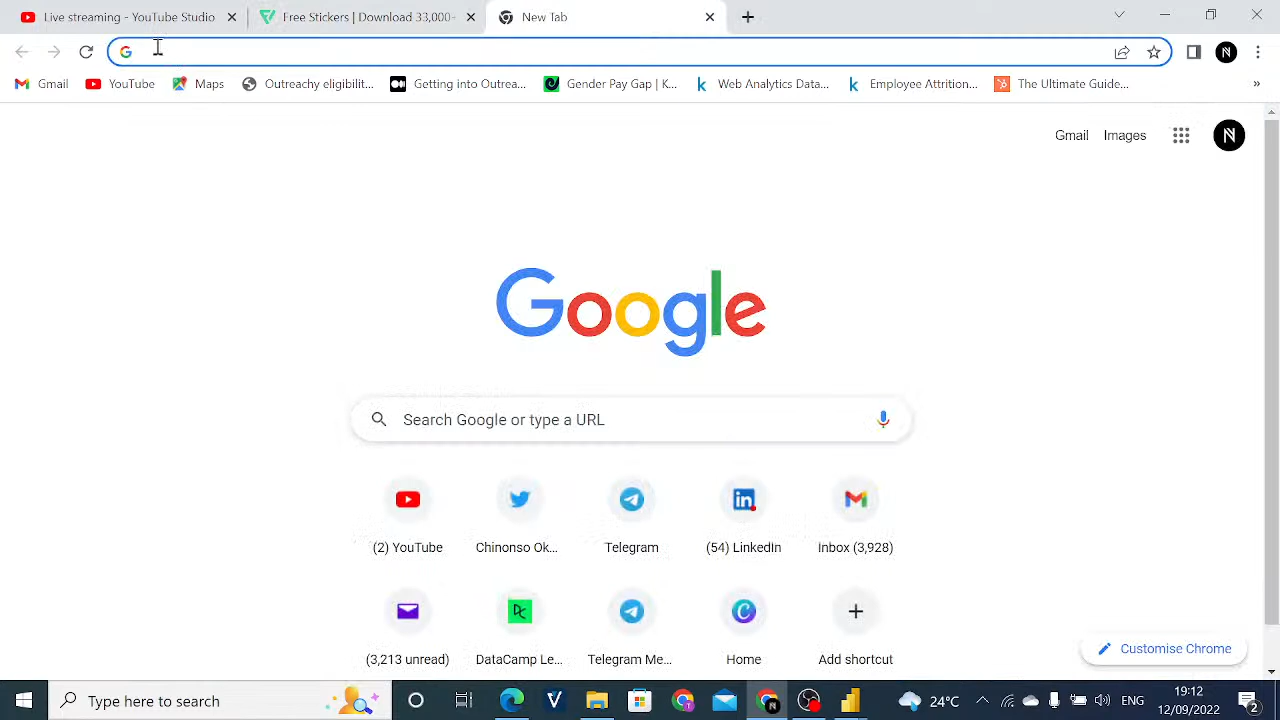 Live streaming - YouTube Studio
Free Stickers | Download 33,000-
New Tab
Gmail
YouTube
Maps
Outreachy eligibilit...
Getting into Outrea...
Gender Pay Gap | K...
Web Analytics Data...
Employee Attrition...
The Ultimate Guide...
»
Gmail Images N
Google
Search Google or type a URL
(2) YouTube
Chinonso Ok...
Telegram
(54) LinkedIn
Inbox (3,928)
(3,213 unread)
DataCamp Le...
Telegram Me...
Home
Add shortcut
Customise Chrome
Type here to search
24°C
ENG
19:12
12/09/2022
2